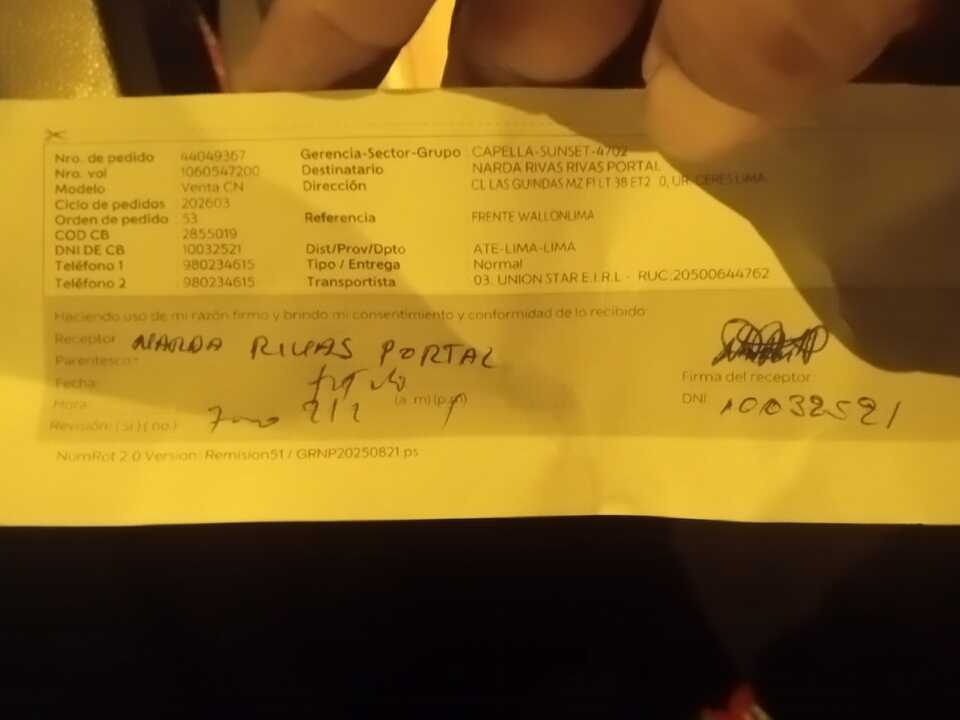 Nro. de pedido 44049367 Gerencia-Sector-Grupo CAPELLA-SUNSET-4702
Nro. vol 1060547200 Destinatario NARDA RIVAS RIVAS PORTAL
Modelo Venta CN Dirección CL LAS GUINDAS MZ F1 LT 38 ET2 0, UR. CERES LIMA
Ciclo de pedidos 202603
Orden de pedido 53 Referencia FRENTE WALLONLIMA
COD CB 2855019
DNI DE CB 10032521 Dist/Prov/Dpto ATE-LIMA-LIMA
Teléfono 1 980234615 Tipo / Entrega Normal
Teléfono 2 980234615 Transportista 03. UNION STAR E.I.R.L - RUC.20500644762
Haciendo uso de mi razón firmo y brindo mi consentimiento y conformidad de lo recibido
Receptor NARDA RIVAS PORTAL
Parentesco:
Firma del receptor
Fecha:
Hora: (a.m) (p.m)
DNI 10032521
Revisión: ( si ) ( no )
NumRot 2.0 Version: Remision51 / GRNP20250821.ps